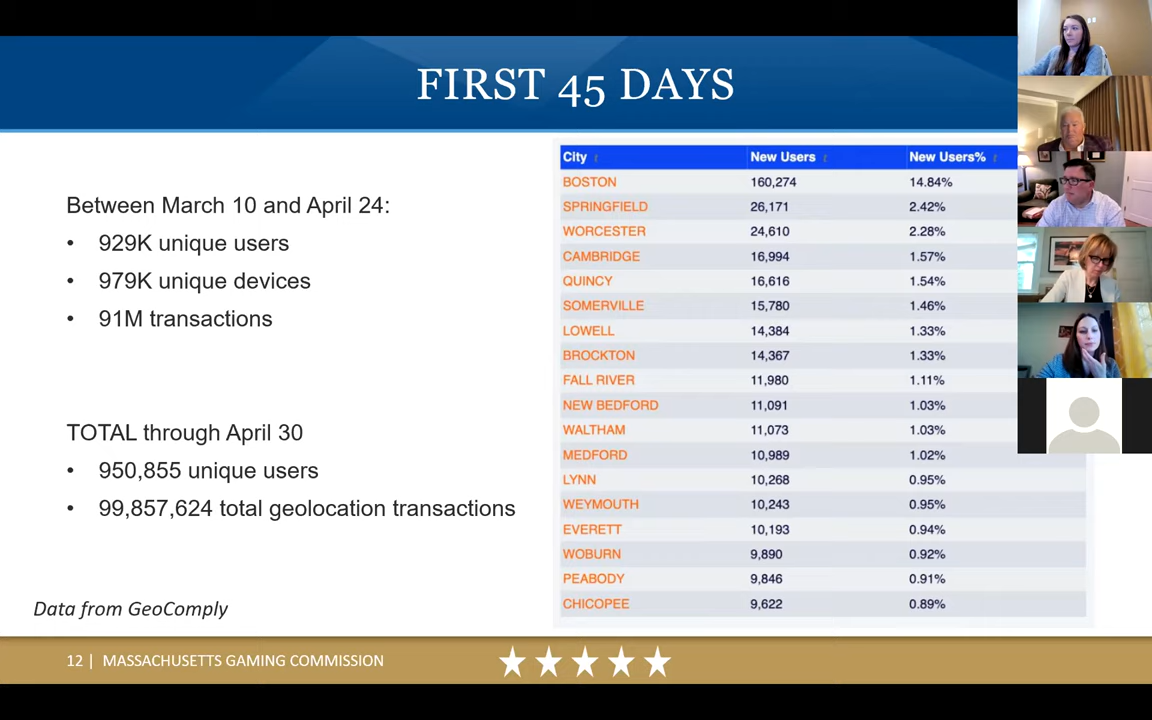 FIRST 45 DAYS
Between March 10 and April 24:
• 929K unique users
• 979K unique devices
• 91M transactions
TOTAL through April 30
• 950,855 unique users
• 99,857,624 total geolocation transactions
Data from GeoComply
City New Users New Users%
BOSTON 160,274 14.84%
SPRINGFIELD 26,171 2.42%
WORCESTER 24,610 2.28%
CAMBRIDGE 16,994 1.57%
QUINCY 16,616 1.54%
SOMERVILLE 15,780 1.46%
LOWELL 14,384 1.33%
BROCKTON 14,367 1.33%
FALL RIVER 11,980 1.11%
NEW BEDFORD 11,091 1.03%
WALTHAM 11,073 1.03%
MEDFORD 10,989 1.02%
LYNN 10,268 0.95%
WEYMOUTH 10,243 0.95%
EVERETT 10,193 0.94%
WOBURN 9,890 0.92%
PEABODY 9,846 0.91%
CHICOPEE 9,622 0.89%
12 | MASSACHUSETTS GAMING COMMISSION